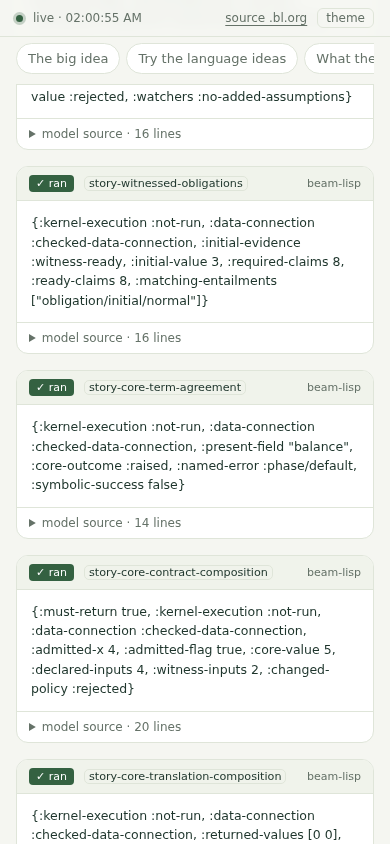 live · 02:00:55 AM source .bl.org theme
The big idea Try the language ideas What the
value :rejected, :watchers :no-added-assumptions}
▶ model source · 16 lines
✓ ran story-witnessed-obligations beam-lisp
{:kernel-execution :not-run, :data-connection
:checked-data-connection, :initial-evidence
:witness-ready, :initial-value 3, :required-claims 8,
:ready-claims 8, :matching-entailments
["obligation/initial/normal"]}
▶ model source · 16 lines
✓ ran story-core-term-agreement beam-lisp
{:kernel-execution :not-run, :data-connection
:checked-data-connection, :present-field "balance",
:core-outcome :raised, :named-error :phase/default,
:symbolic-success false}
▶ model source · 14 lines
✓ ran story-core-contract-composition beam-lisp
{:must-return true, :kernel-execution :not-run,
:data-connection :checked-data-connection,
:admitted-x 4, :admitted-flag true, :core-value 5,
:declared-inputs 4, :witness-inputs 2, :changed-
policy :rejected}
▶ model source · 20 lines
✓ ran story-core-translation-composition beam-lisp
{:kernel-execution :not-run, :data-connection
:checked-data-connection, :returned-values [0 0],